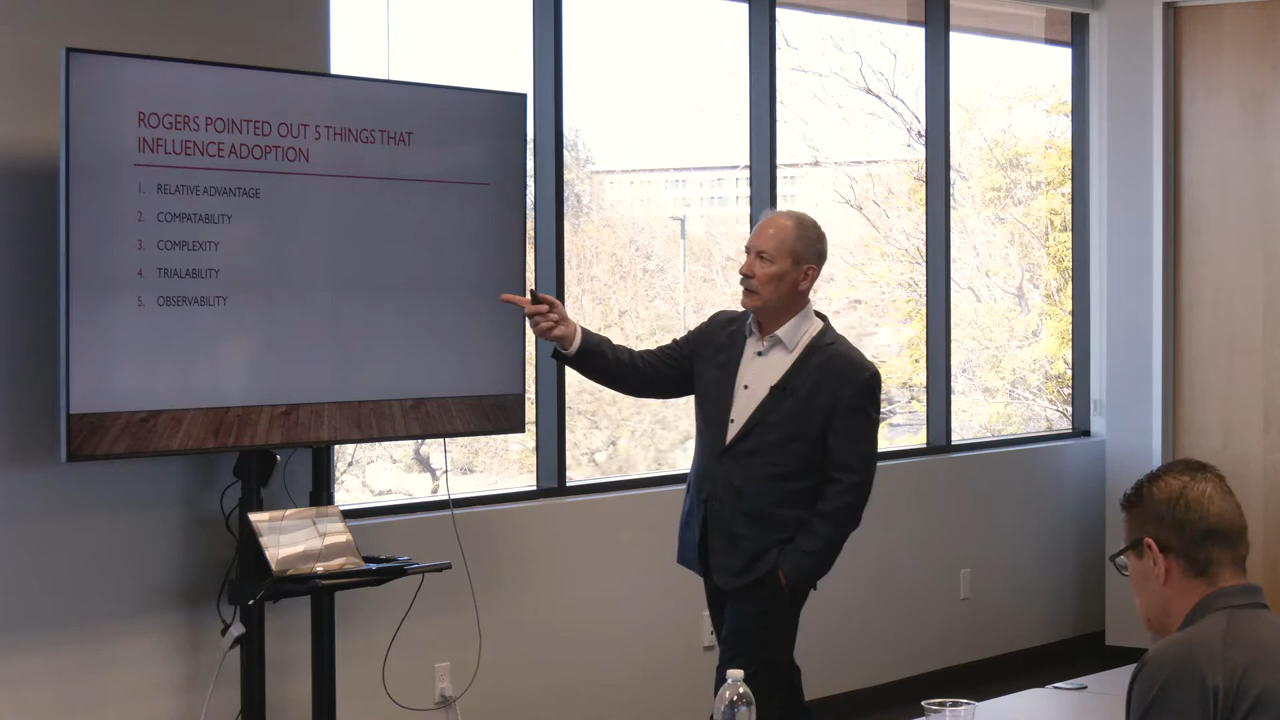 ROGERS POINTED OUT 5 THINGS THAT
INFLUENCE ADOPTION
1. RELATIVE ADVANTAGE
2. COMPATABILITY
3. COMPLEXITY
4. TRIALABILITY
5. OBSERVABILITY